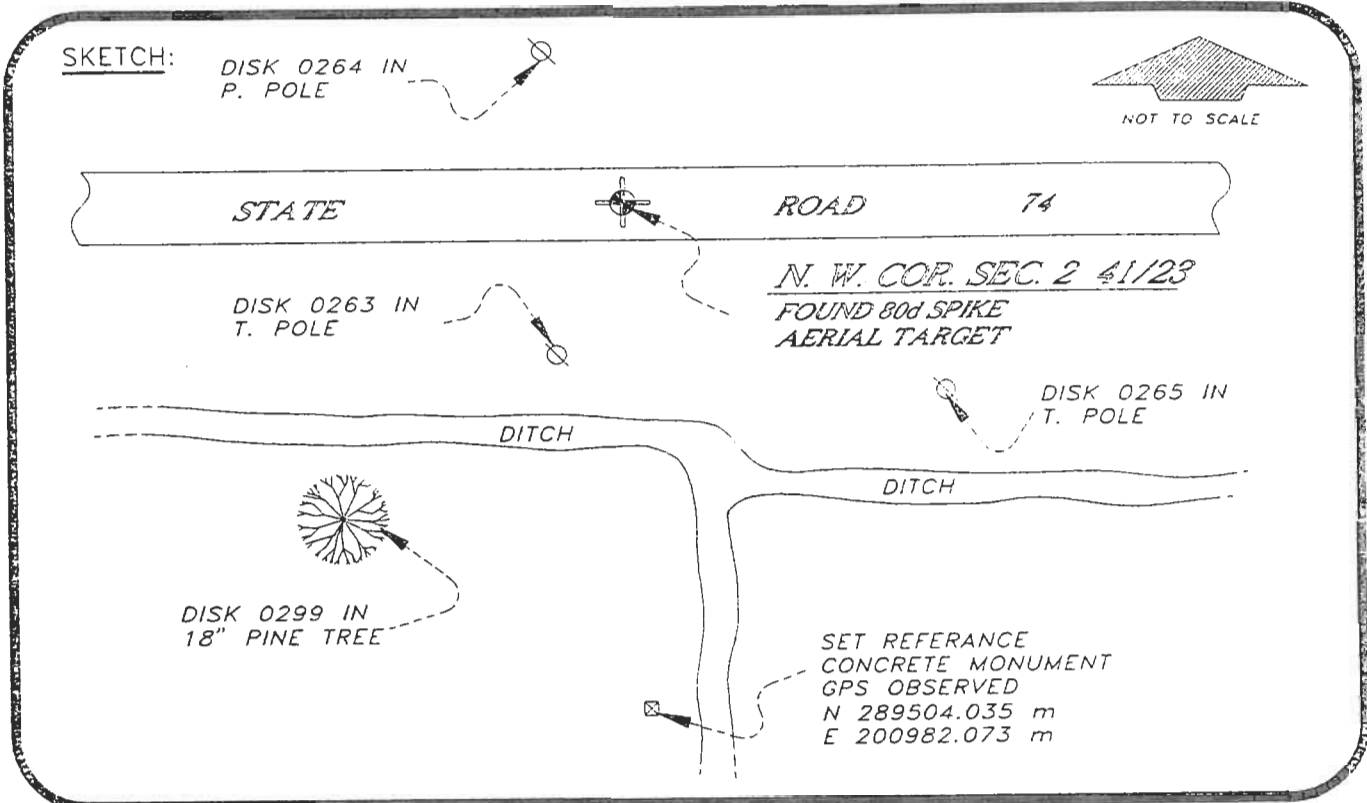 SKETCH:
DISK 0264 IN
P. POLE
NOT TO SCALE
STATE ROAD 74
N. W. COR. SEC. 2 41/23
FOUND 80d SPIKE
AERIAL TARGET
DISK 0263 IN
T. POLE
DISK 0265 IN
T. POLE
DITCH
DITCH
DISK 0299 IN
18" PINE TREE
SET REFERANCE
CONCRETE MONUMENT
GPS OBSERVED
N 289504.035 m
E 200982.073 m